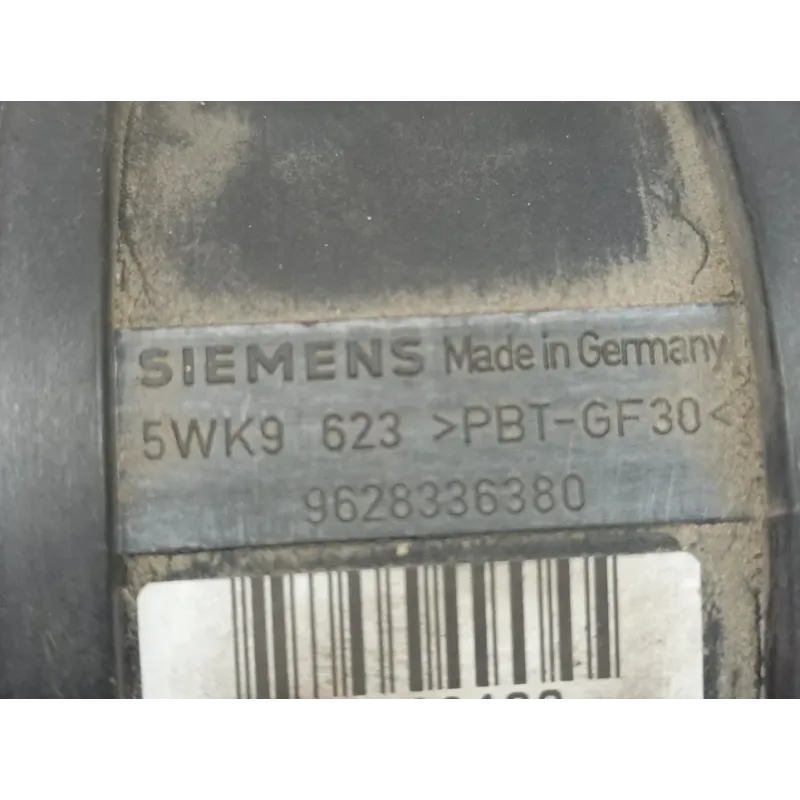 SIEMENS Made in Germany
5WK9 623 >PBT-GF30<
9628336380